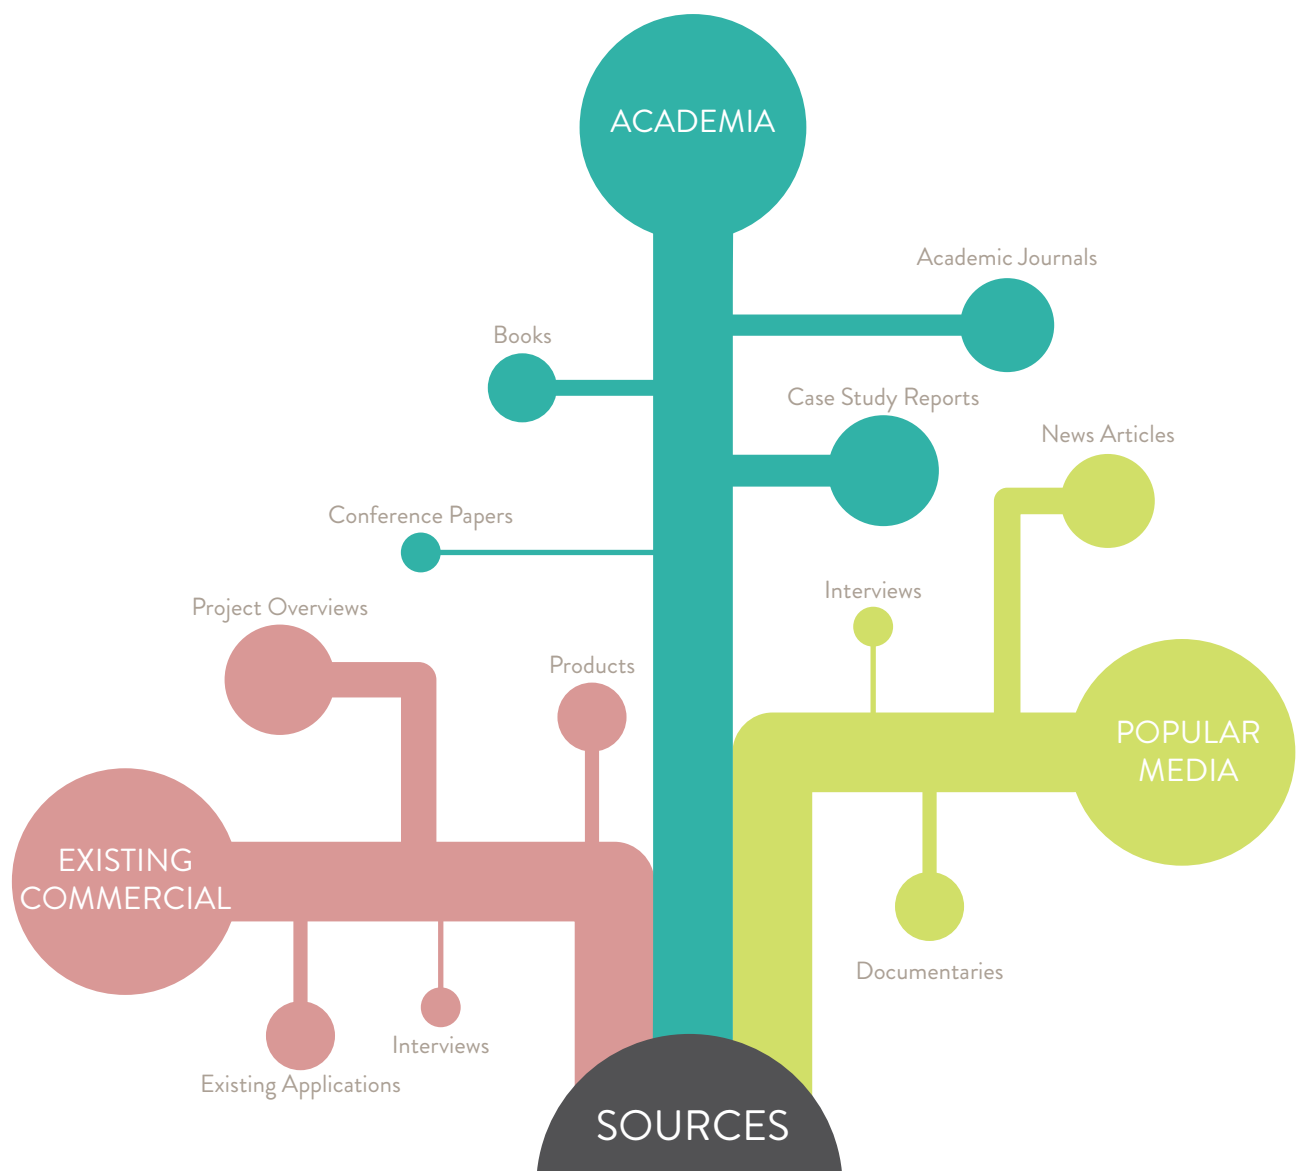 ACADEMIA
Academic Journals
Books
Case Study Reports
News Articles
Conference Papers
Interviews
Project Overviews
Products
POPULAR
MEDIA
EXISTING
COMMERCIAL
Documentaries
Interviews
Existing Applications
SOURCES